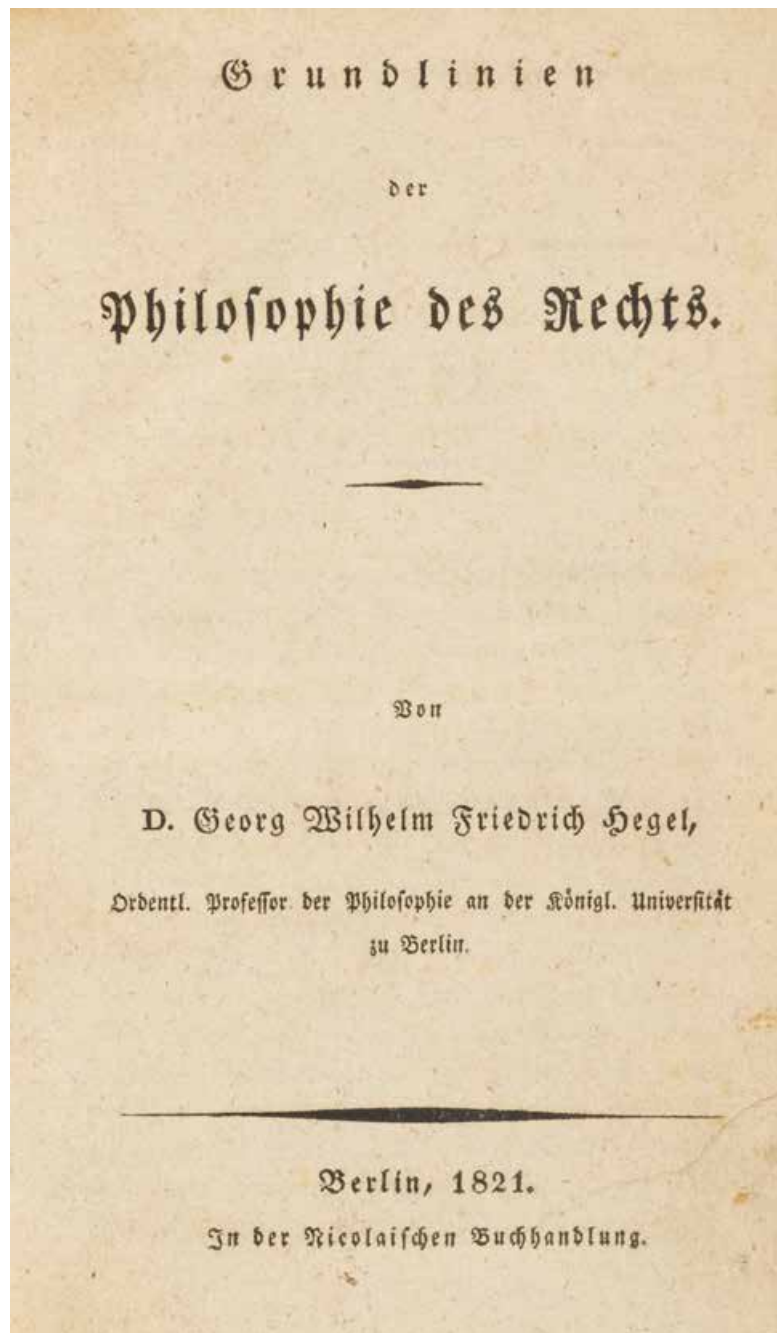 Grundlinien
der
Philoſophie des Rechts.
Von
D. Georg Wilhelm Friedrich Hegel,
Ordentl. Profeſſor der Philoſophie an der Königl. Univerſität
zu Berlin.
Berlin, 1821.
In der Nicolaiſchen Buchhandlung.